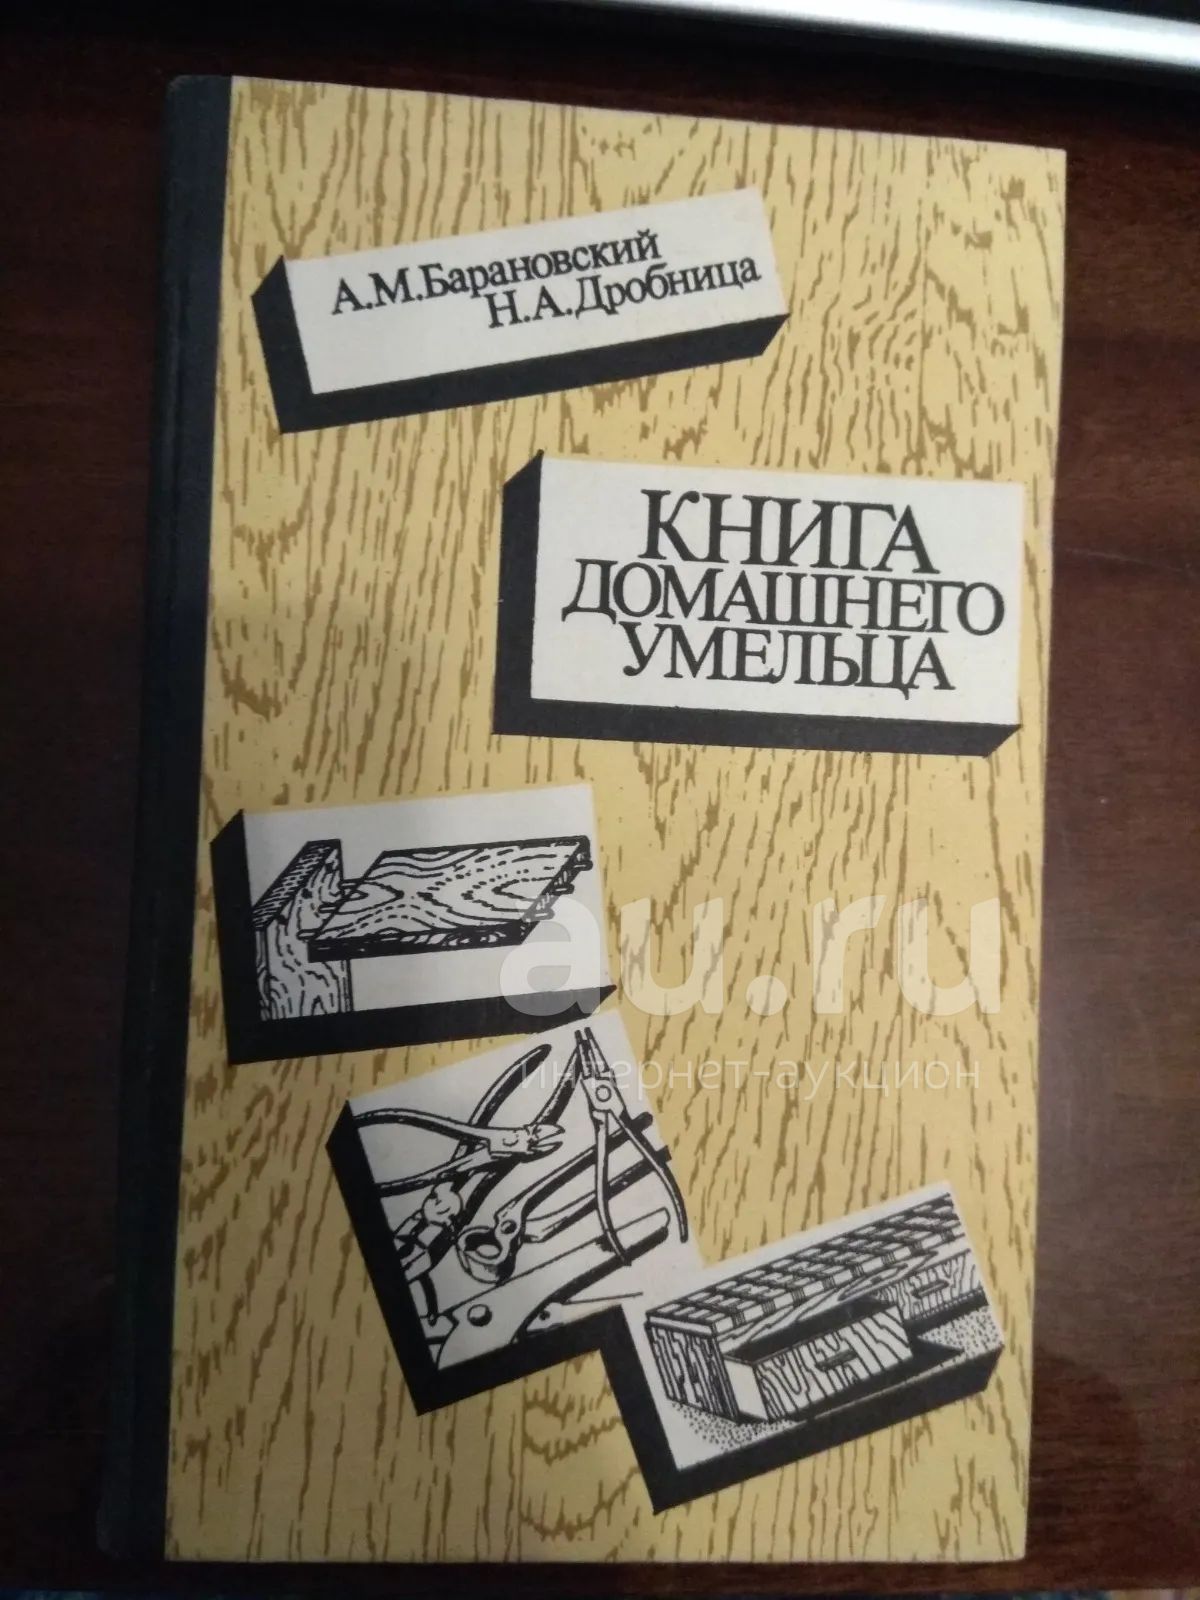 А.М.Барановский
Н.А.Дробница
КНИГА
ДОМАШНЕГО
УМЕЛЬЦА
au.ru
интернет-аукцион